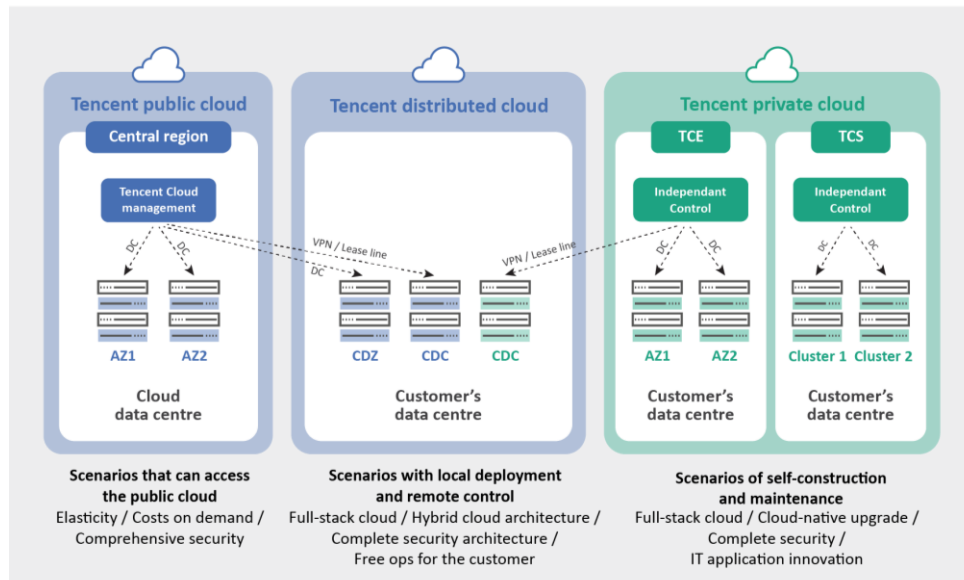 Tencent public cloud
Central region
Tencent Cloud
management
DC
DC
AZ1
AZ2
Cloud
data centre
Scenarios that can access
the public cloud
Elasticity / Costs on demand /
Comprehensive security
Tencent distributed cloud
VPN / Lease line
DC
VPN / Lease line
CDZ
CDC
CDC
Customer's
data centre
Scenarios with local deployment
and remote control
Full-stack cloud / Hybrid cloud architecture /
Complete security architecture /
Free ops for the customer
Tencent private cloud
TCE
Independant
Control
DC
DC
AZ1
AZ2
Customer's
data centre
TCS
Independant
Control
DC
DC
Cluster 1
Cluster 2
Customer's
data centre
Scenarios of self-construction
and maintenance
Full-stack cloud / Cloud-native upgrade /
Complete security /
IT application innovation